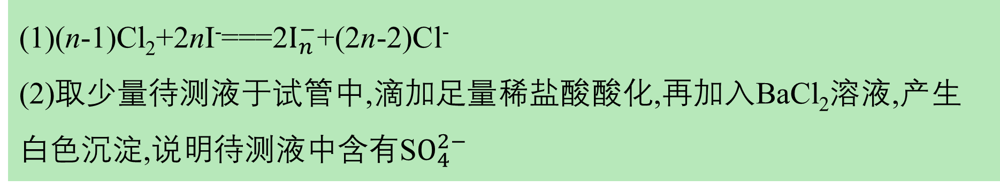 (1)(n-1)Cl₂+2nI⁻===2Iₙ⁻+(2n-2)Cl⁻
(2)取少量待测液于试管中,滴加足量稀盐酸酸化,再加入BaCl₂溶液,产生
白色沉淀,说明待测液中含有SO₄²⁻